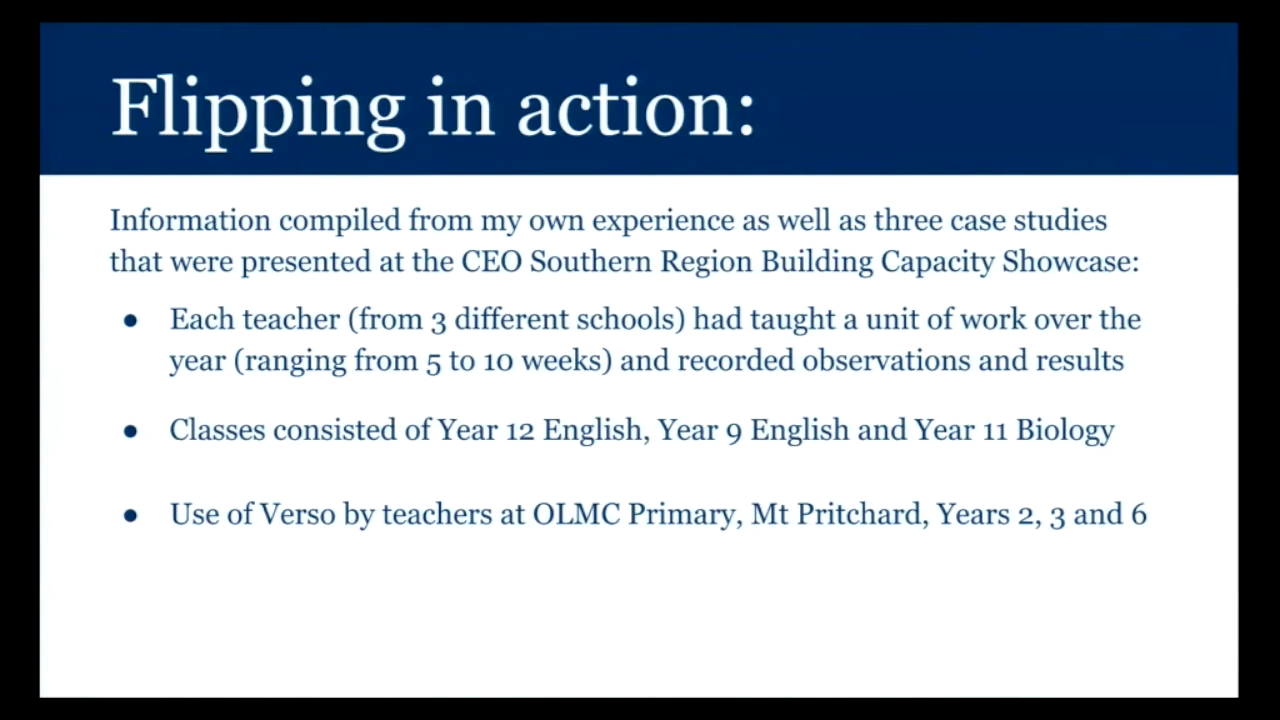 Flipping in action:
Information compiled from my own experience as well as three case studies
that were presented at the CEO Southern Region Building Capacity Showcase:
● Each teacher (from 3 different schools) had taught a unit of work over the
year (ranging from 5 to 10 weeks) and recorded observations and results
● Classes consisted of Year 12 English, Year 9 English and Year 11 Biology
● Use of Verso by teachers at OLMC Primary, Mt Pritchard, Years 2, 3 and 6